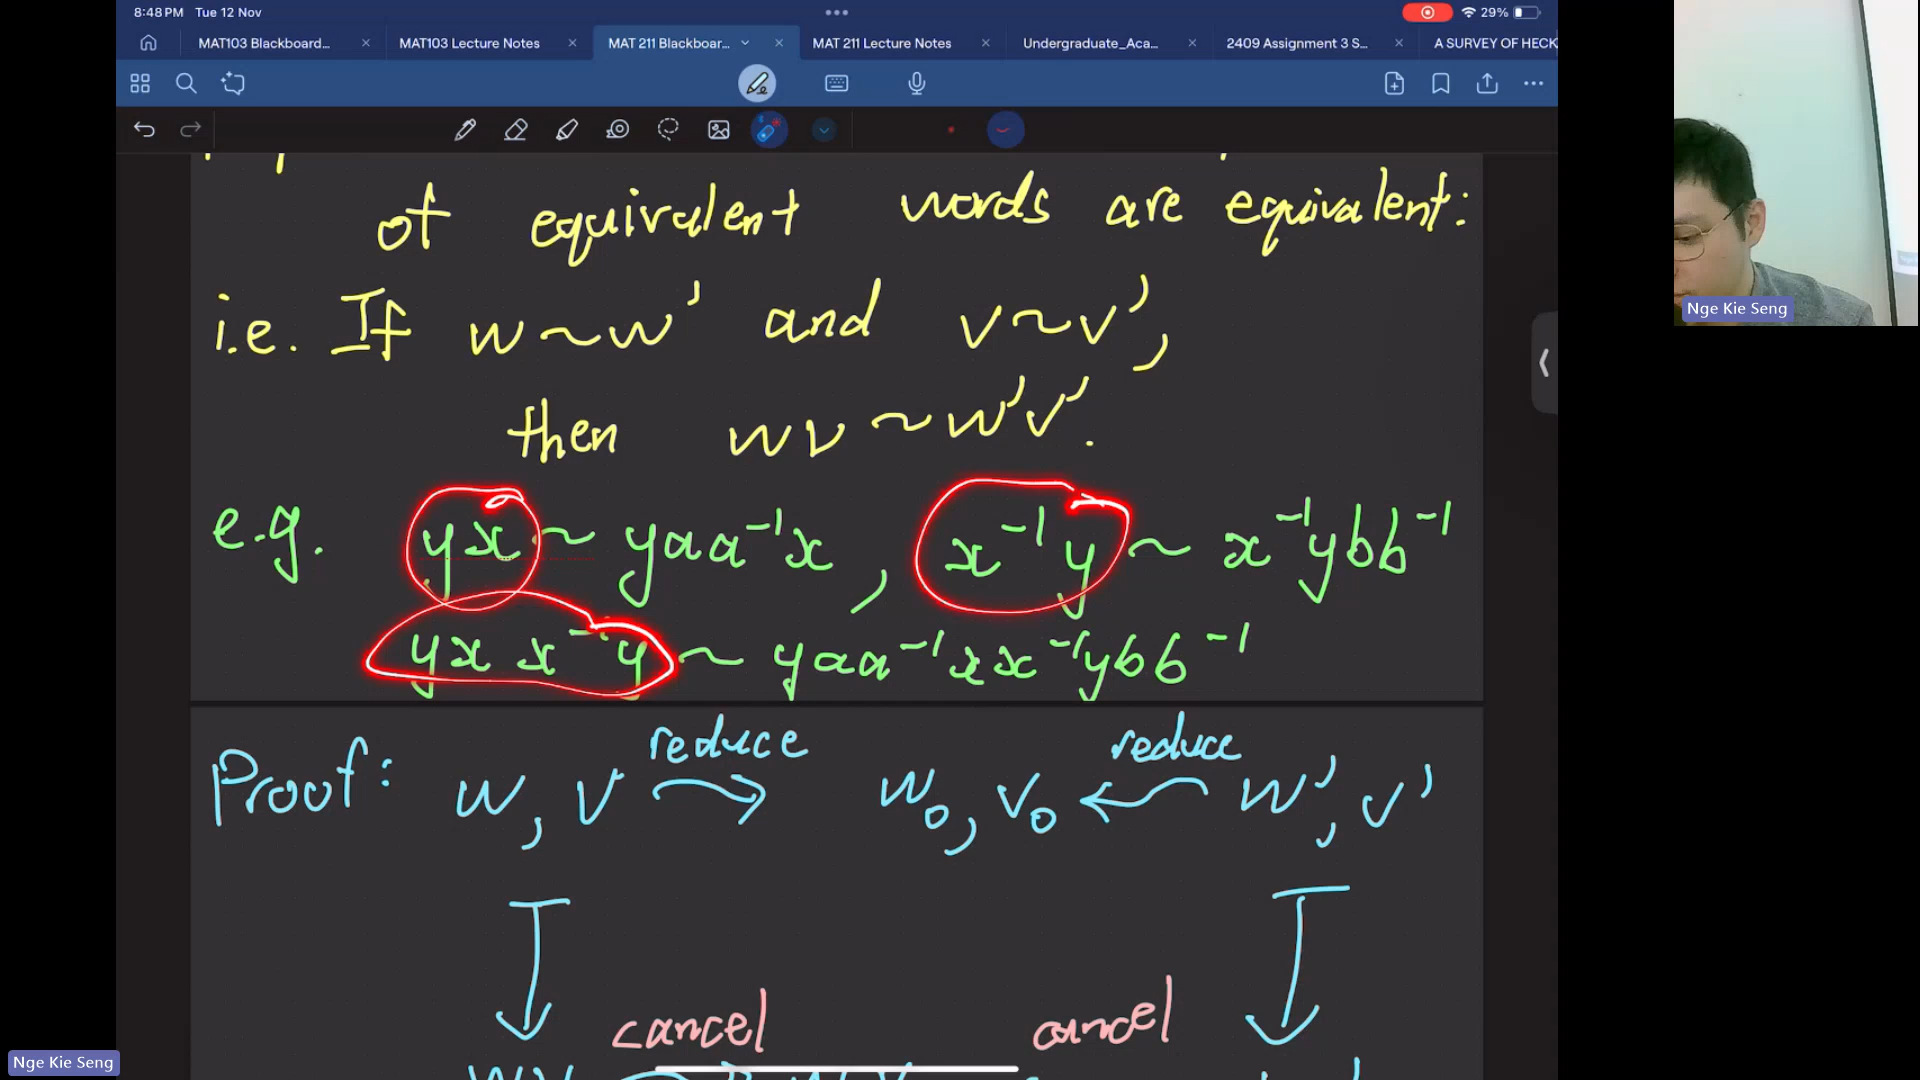 8:48 PM Tue 12 Nov
29%
MAT103 Blackboard...
MAT103 Lecture Notes
MAT 211 Blackboar...
MAT 211 Lecture Notes
Undergraduate_Aca...
2409 Assignment 3 S...
A SURVEY OF HECK
of equivalent words are equivalent:
i.e. If w ~ w' and v ~ v',
then wv ~ w'v'.
e.g. yx ~ yaa⁻¹x, x⁻¹y ~ x⁻¹ybb⁻¹
yx x⁻¹y ~ yaa⁻¹xx⁻¹ybb⁻¹
reduce reduce
Proof: w, v → w₀, v₀ ← w', v'
cancel cancel
Nge Kie Seng
Nge Kie Seng